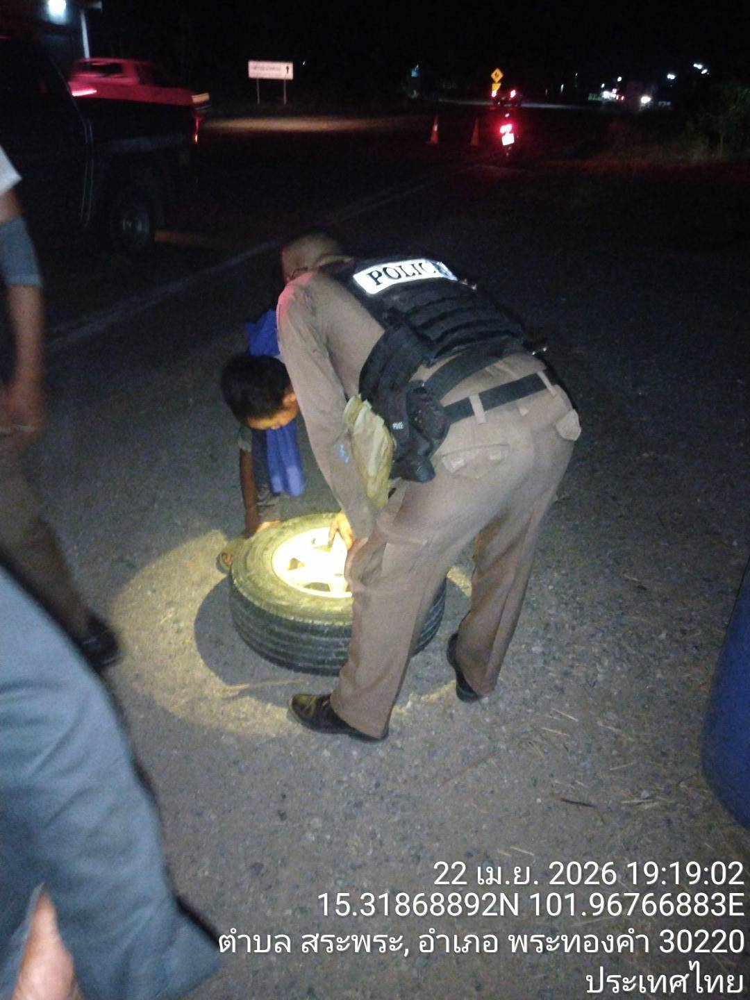 POLICE
POLICE
22 เม.ย. 2026 19:19:02
15.31868892N 101.96766883E
ตำบล สระพระ, อำเภอ พระทองคำ 30220
ประเทศไทย